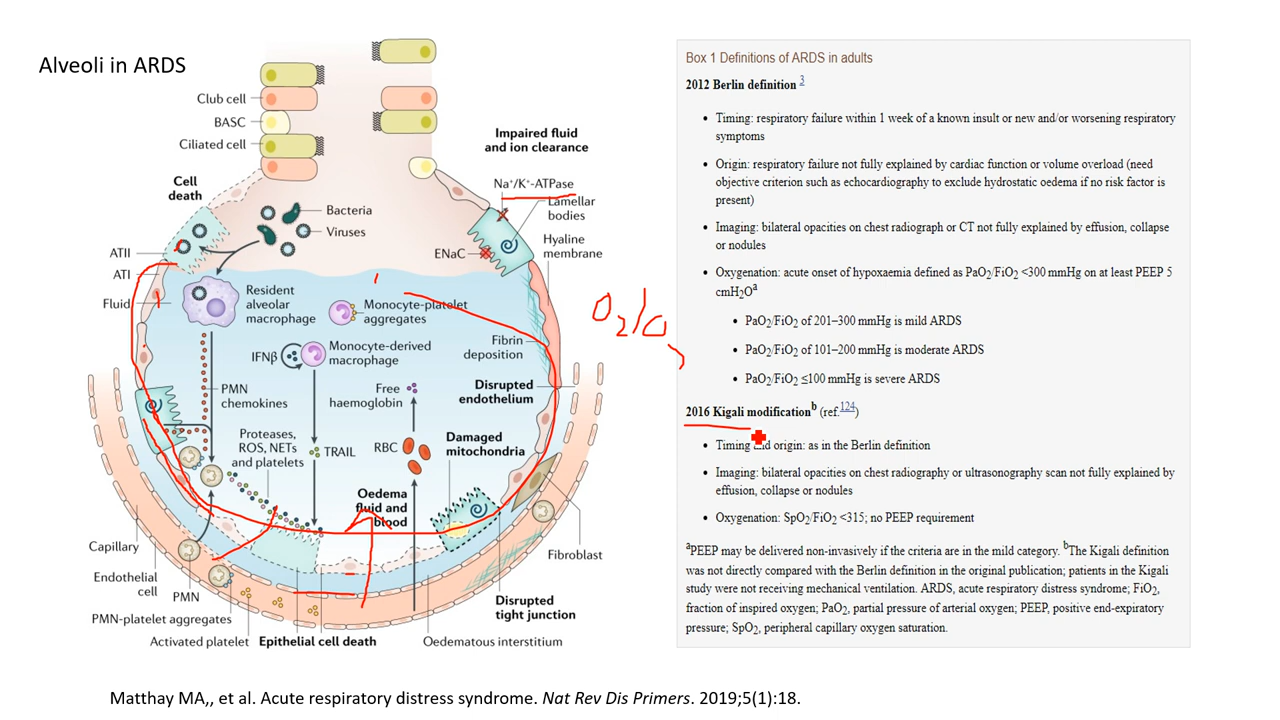 Alveoli in ARDS
Club cell
BASC
Ciliated cell
Impaired fluid
and ion clearance
Cell
death
Na⁺/K⁺-ATPase
Lamellar
bodies
Bacteria
Viruses
ATII
ENaC
Hyaline
membrane
ATI
Fluid
Resident
alveolar
macrophage
Monocyte-platelet
aggregates
IFNβ
Monocyte-derived
macrophage
Fibrin
deposition
PMN
chemokines
Free
haemoglobin
Disrupted
endothelium
Proteases,
ROS, NETs
and platelets
TRAIL
RBC
Damaged
mitochondria
Oedema
fluid and
blood
Capillary
Endothelial
cell
PMN
Fibroblast
PMN-platelet aggregates
Disrupted
tight junction
Activated platelet
Epithelial cell death
Oedematous interstitium
O₂/
Box 1 Definitions of ARDS in adults
2012 Berlin definition ³
• Timing: respiratory failure within 1 week of a known insult or new and/or worsening respiratory
symptoms
• Origin: respiratory failure not fully explained by cardiac function or volume overload (need
objective criterion such as echocardiography to exclude hydrostatic oedema if no risk factor is
present)
• Imaging: bilateral opacities on chest radiograph or CT not fully explained by effusion, collapse
or nodules
• Oxygenation: acute onset of hypoxaemia defined as PaO₂/FiO₂ <300 mmHg on at least PEEP 5
cmH₂Oᵃ
• PaO₂/FiO₂ of 201–300 mmHg is mild ARDS
• PaO₂/FiO₂ of 101–200 mmHg is moderate ARDS
• PaO₂/FiO₂ ≤100 mmHg is severe ARDS
2016 Kigali modificationᵇ (ref.¹²⁴)
• Timing and origin: as in the Berlin definition
• Imaging: bilateral opacities on chest radiography or ultrasonography scan not fully explained by
effusion, collapse or nodules
• Oxygenation: SpO₂/FiO₂ <315; no PEEP requirement
ᵃPEEP may be delivered non-invasively if the criteria are in the mild category. ᵇThe Kigali definition
was not directly compared with the Berlin definition in the original publication; patients in the Kigali
study were not receiving mechanical ventilation. ARDS, acute respiratory distress syndrome; FiO₂,
fraction of inspired oxygen; PaO₂, partial pressure of arterial oxygen; PEEP, positive end-expiratory
pressure; SpO₂, peripheral capillary oxygen saturation.
Matthay MA,, et al. Acute respiratory distress syndrome. Nat Rev Dis Primers. 2019;5(1):18.